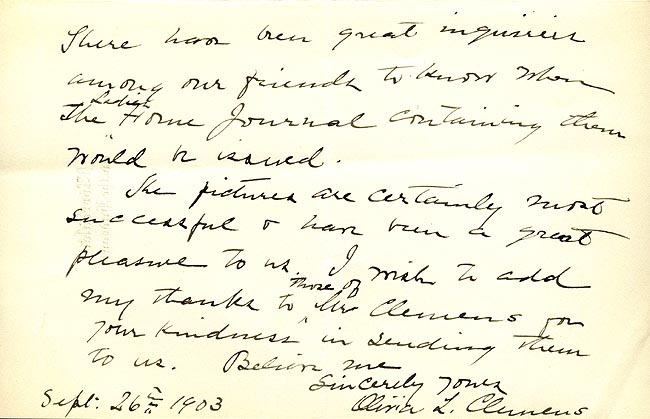 There have been great inquiries
among our friends to know when
the Ladies Home Journal containing them
would be issued.
The pictures are certainly most
successful & have been a great
pleasure to us. I wish to add
my thanks to those of Mr Clemens for
your kindness in sending them
to us. Believe me
Sincerely yours
Sept. 26th 1903 Olivia L. Clemens